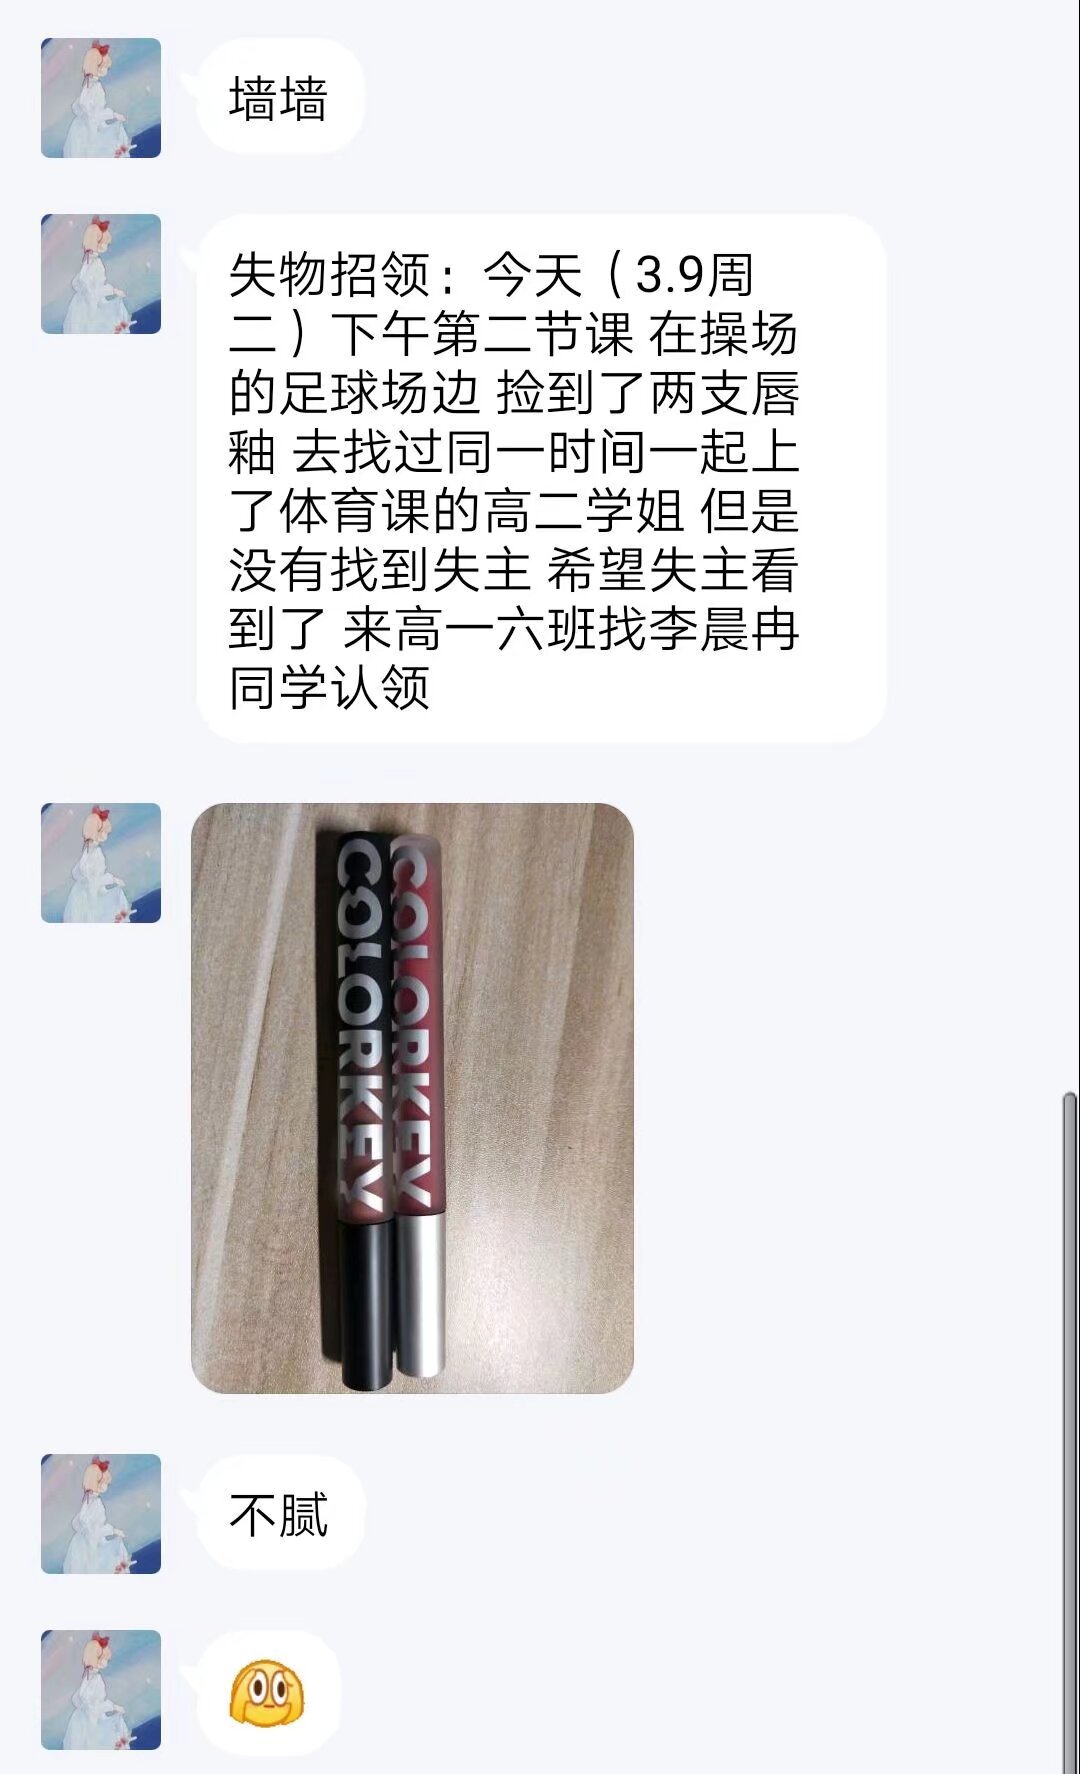 墙墙
失物招领：今天（3.9周
二）下午第二节课 在操场
的足球场边 捡到了两支唇
釉 去找过同一时间一起上
了体育课的高二学姐 但是
没有找到失主 希望失主看
到了 来高一六班找李晨冉
同学认领
COLORKEY
COLORKEY
不腻